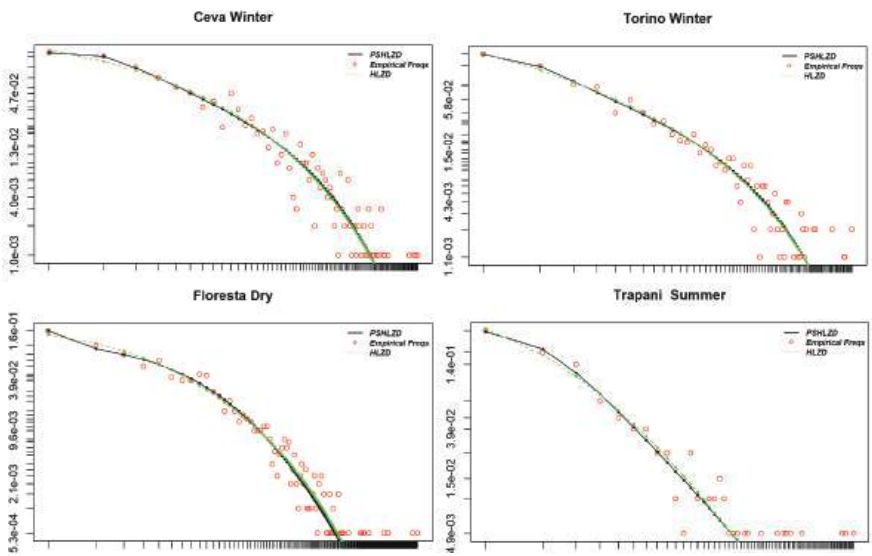 Ceva Winter
PSHLZD
Empirical Freqs
HLZD
4.7e-02
1.3e-02
4.0e-03
1.0e-03
Torino Winter
PSHLZD
Empirical Freqs
HLZD
5.8e-02
1.5e-02
4.3e-03
1.1e-03
Floresta Dry
PSHLZD
Empirical Freqs
HLZD
1.6e-01
3.9e-02
9.6e-03
2.1e-03
5.3e-04
Trapani Summer
PSHLZD
Empirical Freqs
HLZD
1.4e-01
3.9e-02
1.5e-02
4.9e-03